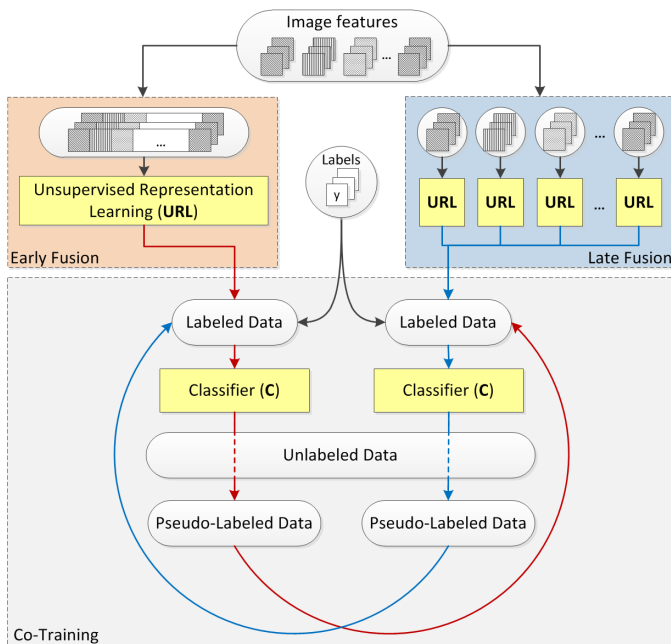 Image features
...
...
Unsupervised Representation
Learning (URL)
Early Fusion
Labels
y
...
URL URL URL ... URL
Late Fusion
Labeled Data
Labeled Data
Classifier (C)
Classifier (C)
Unlabeled Data
Pseudo-Labeled Data
Pseudo-Labeled Data
Co-Training